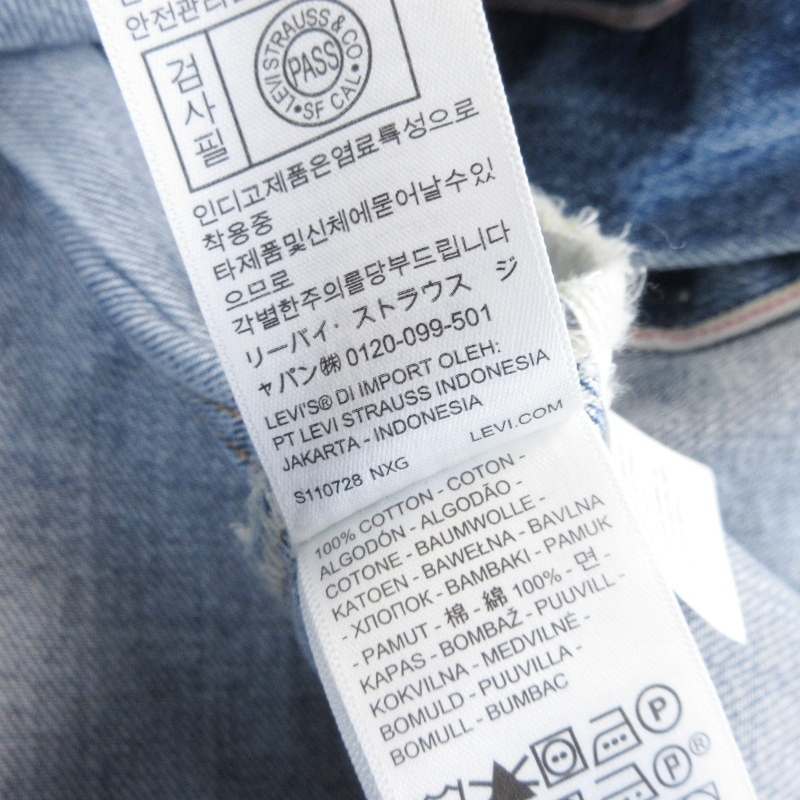 안전관리
검사필
LEVI STRAUSS & CO • SF CAL •
PASS
인디고제품은염료특성으로
착용중
타제품및신체에묻어날수있
으므로
각별한주의를당부드립니다
リーバイ・ストラウス ジ
ャパン㈱ 0120-099-501
LEVI'S® DI IMPORT OLEH:
PT LEVI STRAUSS INDONESIA
JAKARTA - INDONESIA
LEVI.COM
S110728 NXG
100% COTTON - COTON -
ALGODÓN - ALGODÃO -
COTONE - BAUMWOLLE -
KATOEN - BAWEŁNA - BAVLNA
- ХЛОПОК - BAMBAKI - PAMUK
- PAMUT - 棉 - 綿 100% - 면 -
KAPAS - BOMBAŽ - PUUVILL -
KOKVILNA - MEDVILNĖ -
BOMULD - PUUVILLA -
BOMULL - BUMBAC
P
P ®